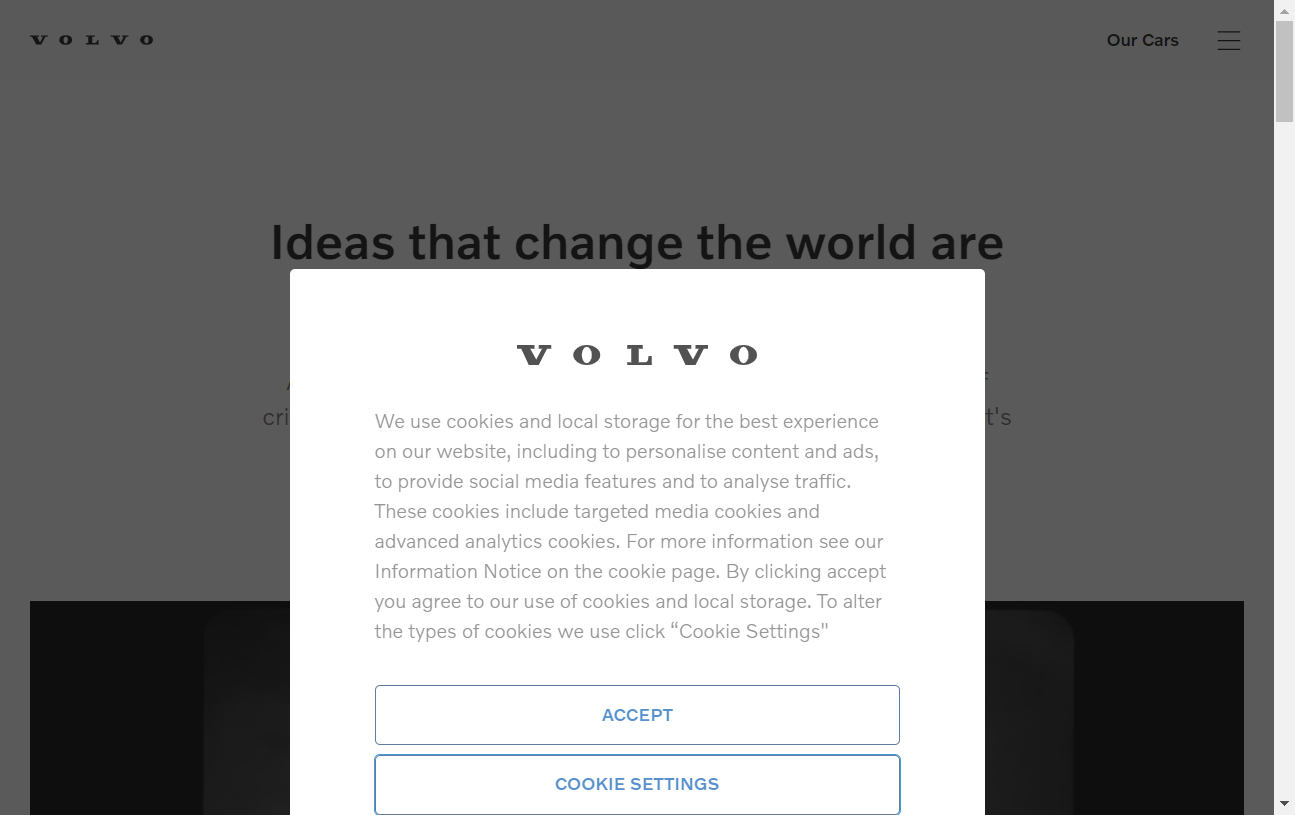 VOLVO
Our Cars
Ideas that change the world are
VOLVO
We use cookies and local storage for the best experience
on our website, including to personalise content and ads,
to provide social media features and to analyse traffic.
These cookies include targeted media cookies and
advanced analytics cookies. For more information see our
Information Notice on the cookie page. By clicking accept
you agree to our use of cookies and local storage. To alter
the types of cookies we use click “Cookie Settings"
ACCEPT
COOKIE SETTINGS